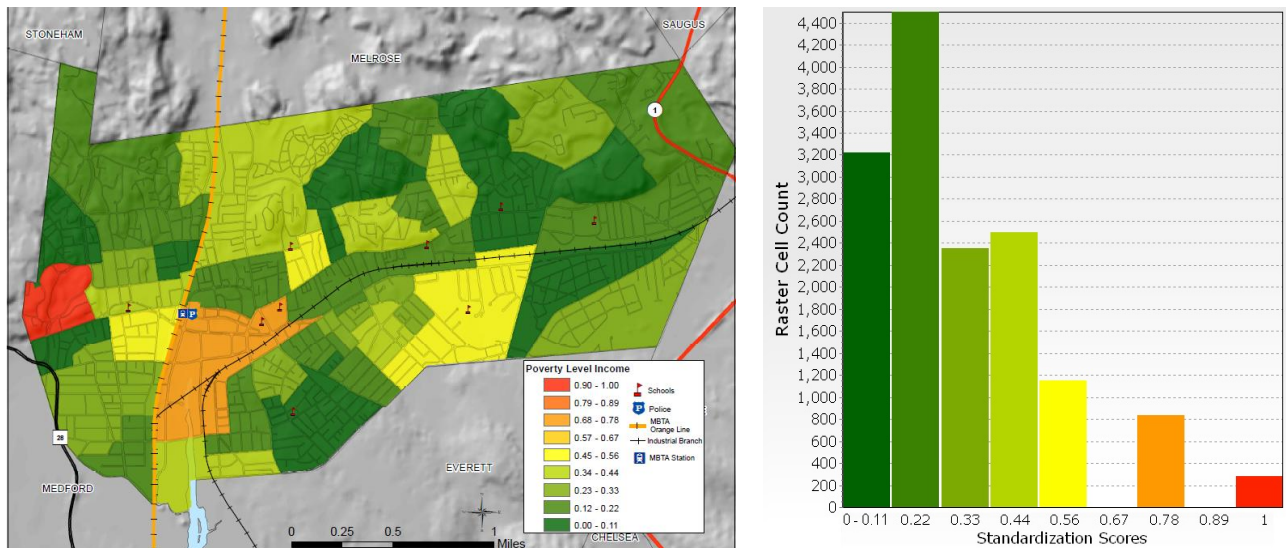 STONEHAM
SAUGUS
MELROSE
1
28
MEDFORD
EVERETT
CHELSEA
P
Poverty Level Income
0.90 - 1.00
0.79 - 0.89
0.68 - 0.78
0.57 - 0.67
0.45 - 0.56
0.34 - 0.44
0.23 - 0.33
0.12 - 0.22
0.00 - 0.11
Schools
P
Police
MBTA
Orange Line
Industrial Branch
MBTA Station
0 0.25 0.5 1
Miles
Raster Cell Count
4,400
4,200
4,000
3,800
3,600
3,400
3,200
3,000
2,800
2,600
2,400
2,200
2,000
1,800
1,600
1,400
1,200
1,000
800
600
400
200
0
0 - 0.11 0.22 0.33 0.44 0.56 0.67 0.78 0.89 1
Standardization Scores